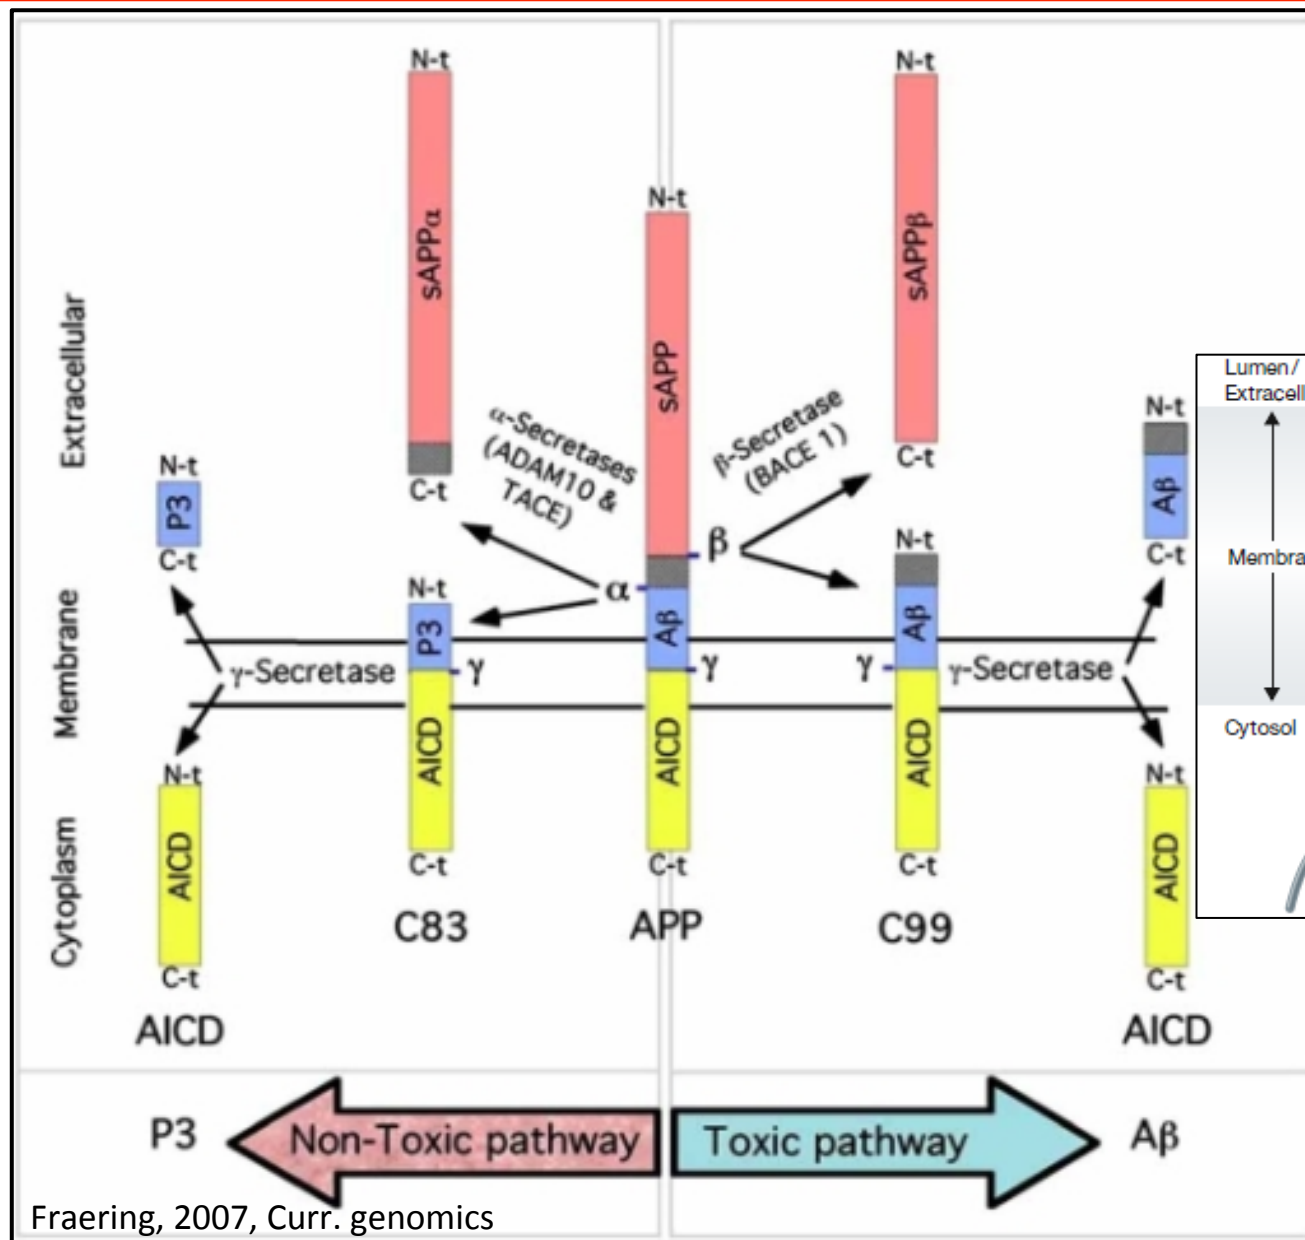 N-t
N-t
sAPPα
N-t
sAPPβ
sAPP
Extracellular
α-Secretases
(ADAM10 &
TACE)
β-Secretase
(BACE 1)
C-t
C-t
N-t
P3
C-t
N-t
Aβ
C-t
Lumen/
Cytosol
β
α
N-t
P3
Aβ
N-t
Aβ
Membrane
γ-Secretase
γ
γ
γ
γ-Secretase
N-t
AICD
C-t
AICD
C-t
AICD
C-t
AICD
C-t
N-t
AICD
C-t
Cytoplasm
C83
APP
C99
AICD
AICD
P3
Non-Toxic pathway
Toxic pathway
Aβ
Fraering, 2007, Curr. genomics